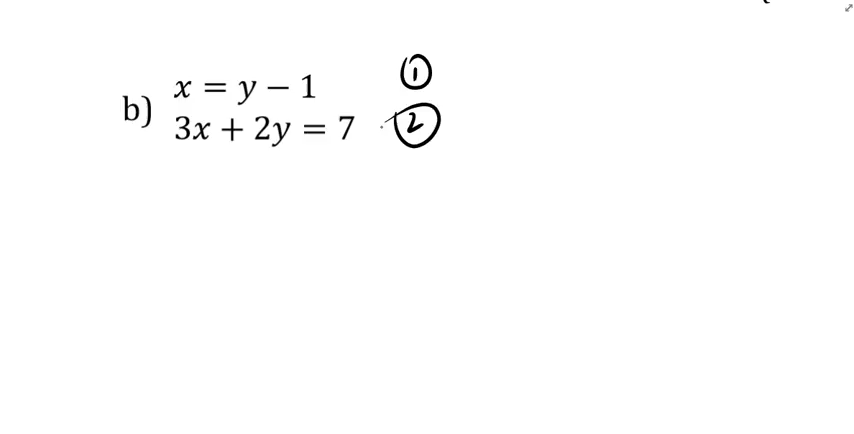 b) x = y − 1 ①
3x + 2y = 7 ②